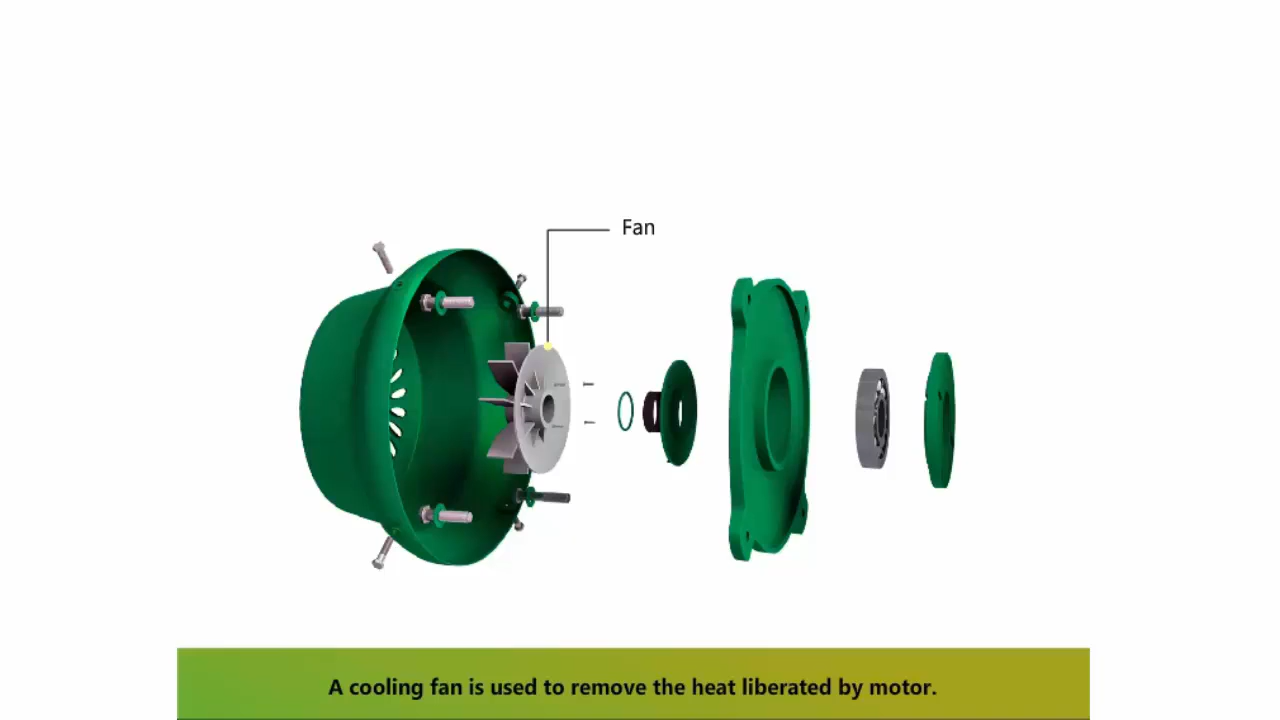 Fan
A cooling fan is used to remove the heat liberated by motor.